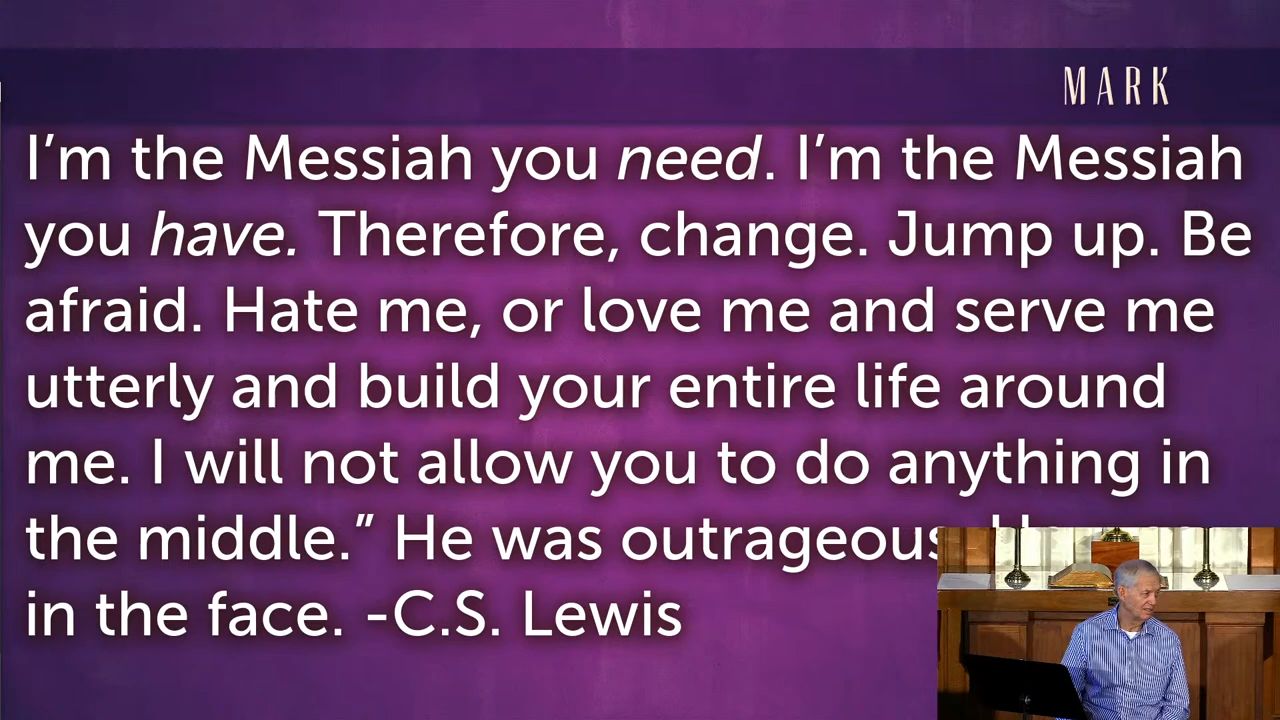 MARK
I’m the Messiah you need. I’m the Messiah
you have. Therefore, change. Jump up. Be
afraid. Hate me, or love me and serve me
utterly and build your entire life around
me. I will not allow you to do anything in
the middle.” He was outrageous
in the face. -C.S. Lewis